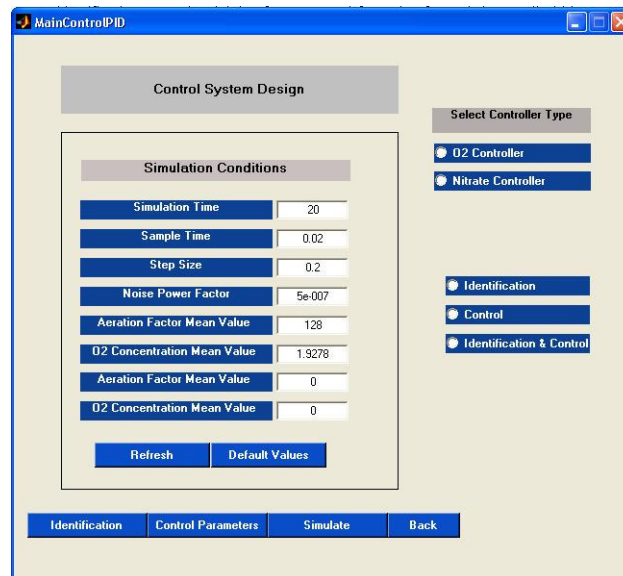 MainControlPID
Control System Design
Select Controller Type
O2 Controller
Nitrate Controller
Simulation Conditions
Simulation Time 20
Sample Time 0.02
Step Size 0.2
Noise Power Factor 5e-007
Aeration Factor Mean Value 128
O2 Concentration Mean Value 1.9278
Aeration Factor Mean Value 0
O2 Concentration Mean Value 0
Identification
Control
Identification & Control
Refresh Default Values
Identification Control Parameters Simulate Back